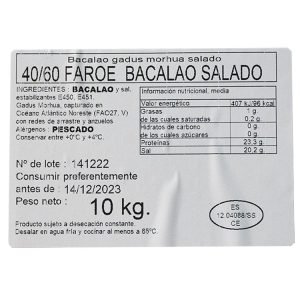 Bacalao gadus morhua salado
40/60 FAROE BACALAO SALADO
INGREDIENTES : BACALAO y sal,
estabilizantes E450, E451.
Gadus Morhua, capturado en
Océano Atlántico Noreste (FAO27, V)
con redes de arrastre y anzuelos
Alérgenos : PESCADO
Conservar entre +0°C y +4°C.
Información nutricional, media
Valor energético 407 kJ/96 kcal
Grasas 1 g
de las cuales saturadas 0,2 g
Hidratos de carbono 0 g
de los cuales azúcares 0 g
Proteínas 23,3 g
Sal 20,2 g
Nº de lote : 141222
Consumir preferentemente
antes de : 14/12/2023
Peso neto : 10 kg.
Producto sujeto a desecación constante.
Desalar en agua fría y cocinar al menos a 65ºC.
ES
12.04088/SS
CE